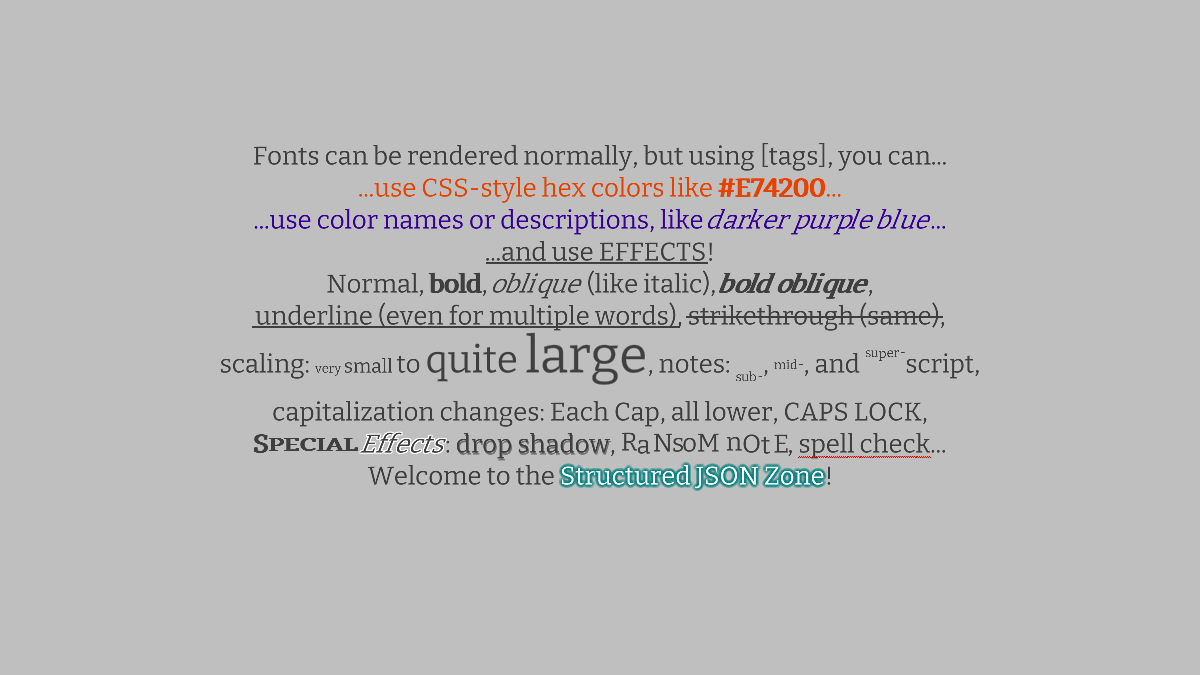 Fonts can be rendered normally, but using [tags], you can...
...use CSS-style hex colors like #E74200...
...use color names or descriptions, like darker purple blue...
...and use EFFECTS!
Normal, bold, oblique (like italic), bold oblique,
underline (even for multiple words), strikethrough (same),
scaling: very small to quite large, notes: sub-, mid-, and super-script,
capitalization changes: Each Cap, all lower, CAPS LOCK,
Special Effects: drop shadow, RaNsoM nOtE, spell check...
Welcome to the Structured JSON Zone!